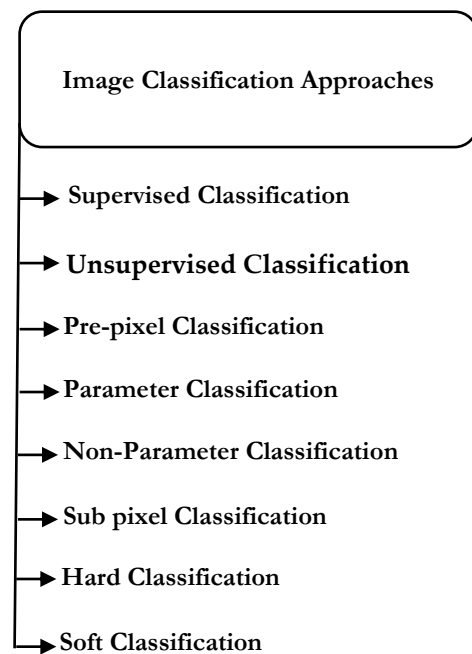 Image Classification Approaches
Supervised Classification
Unsupervised Classification
Pre-pixel Classification
Parameter Classification
Non-Parameter Classification
Sub pixel Classification
Hard Classification
Soft Classification